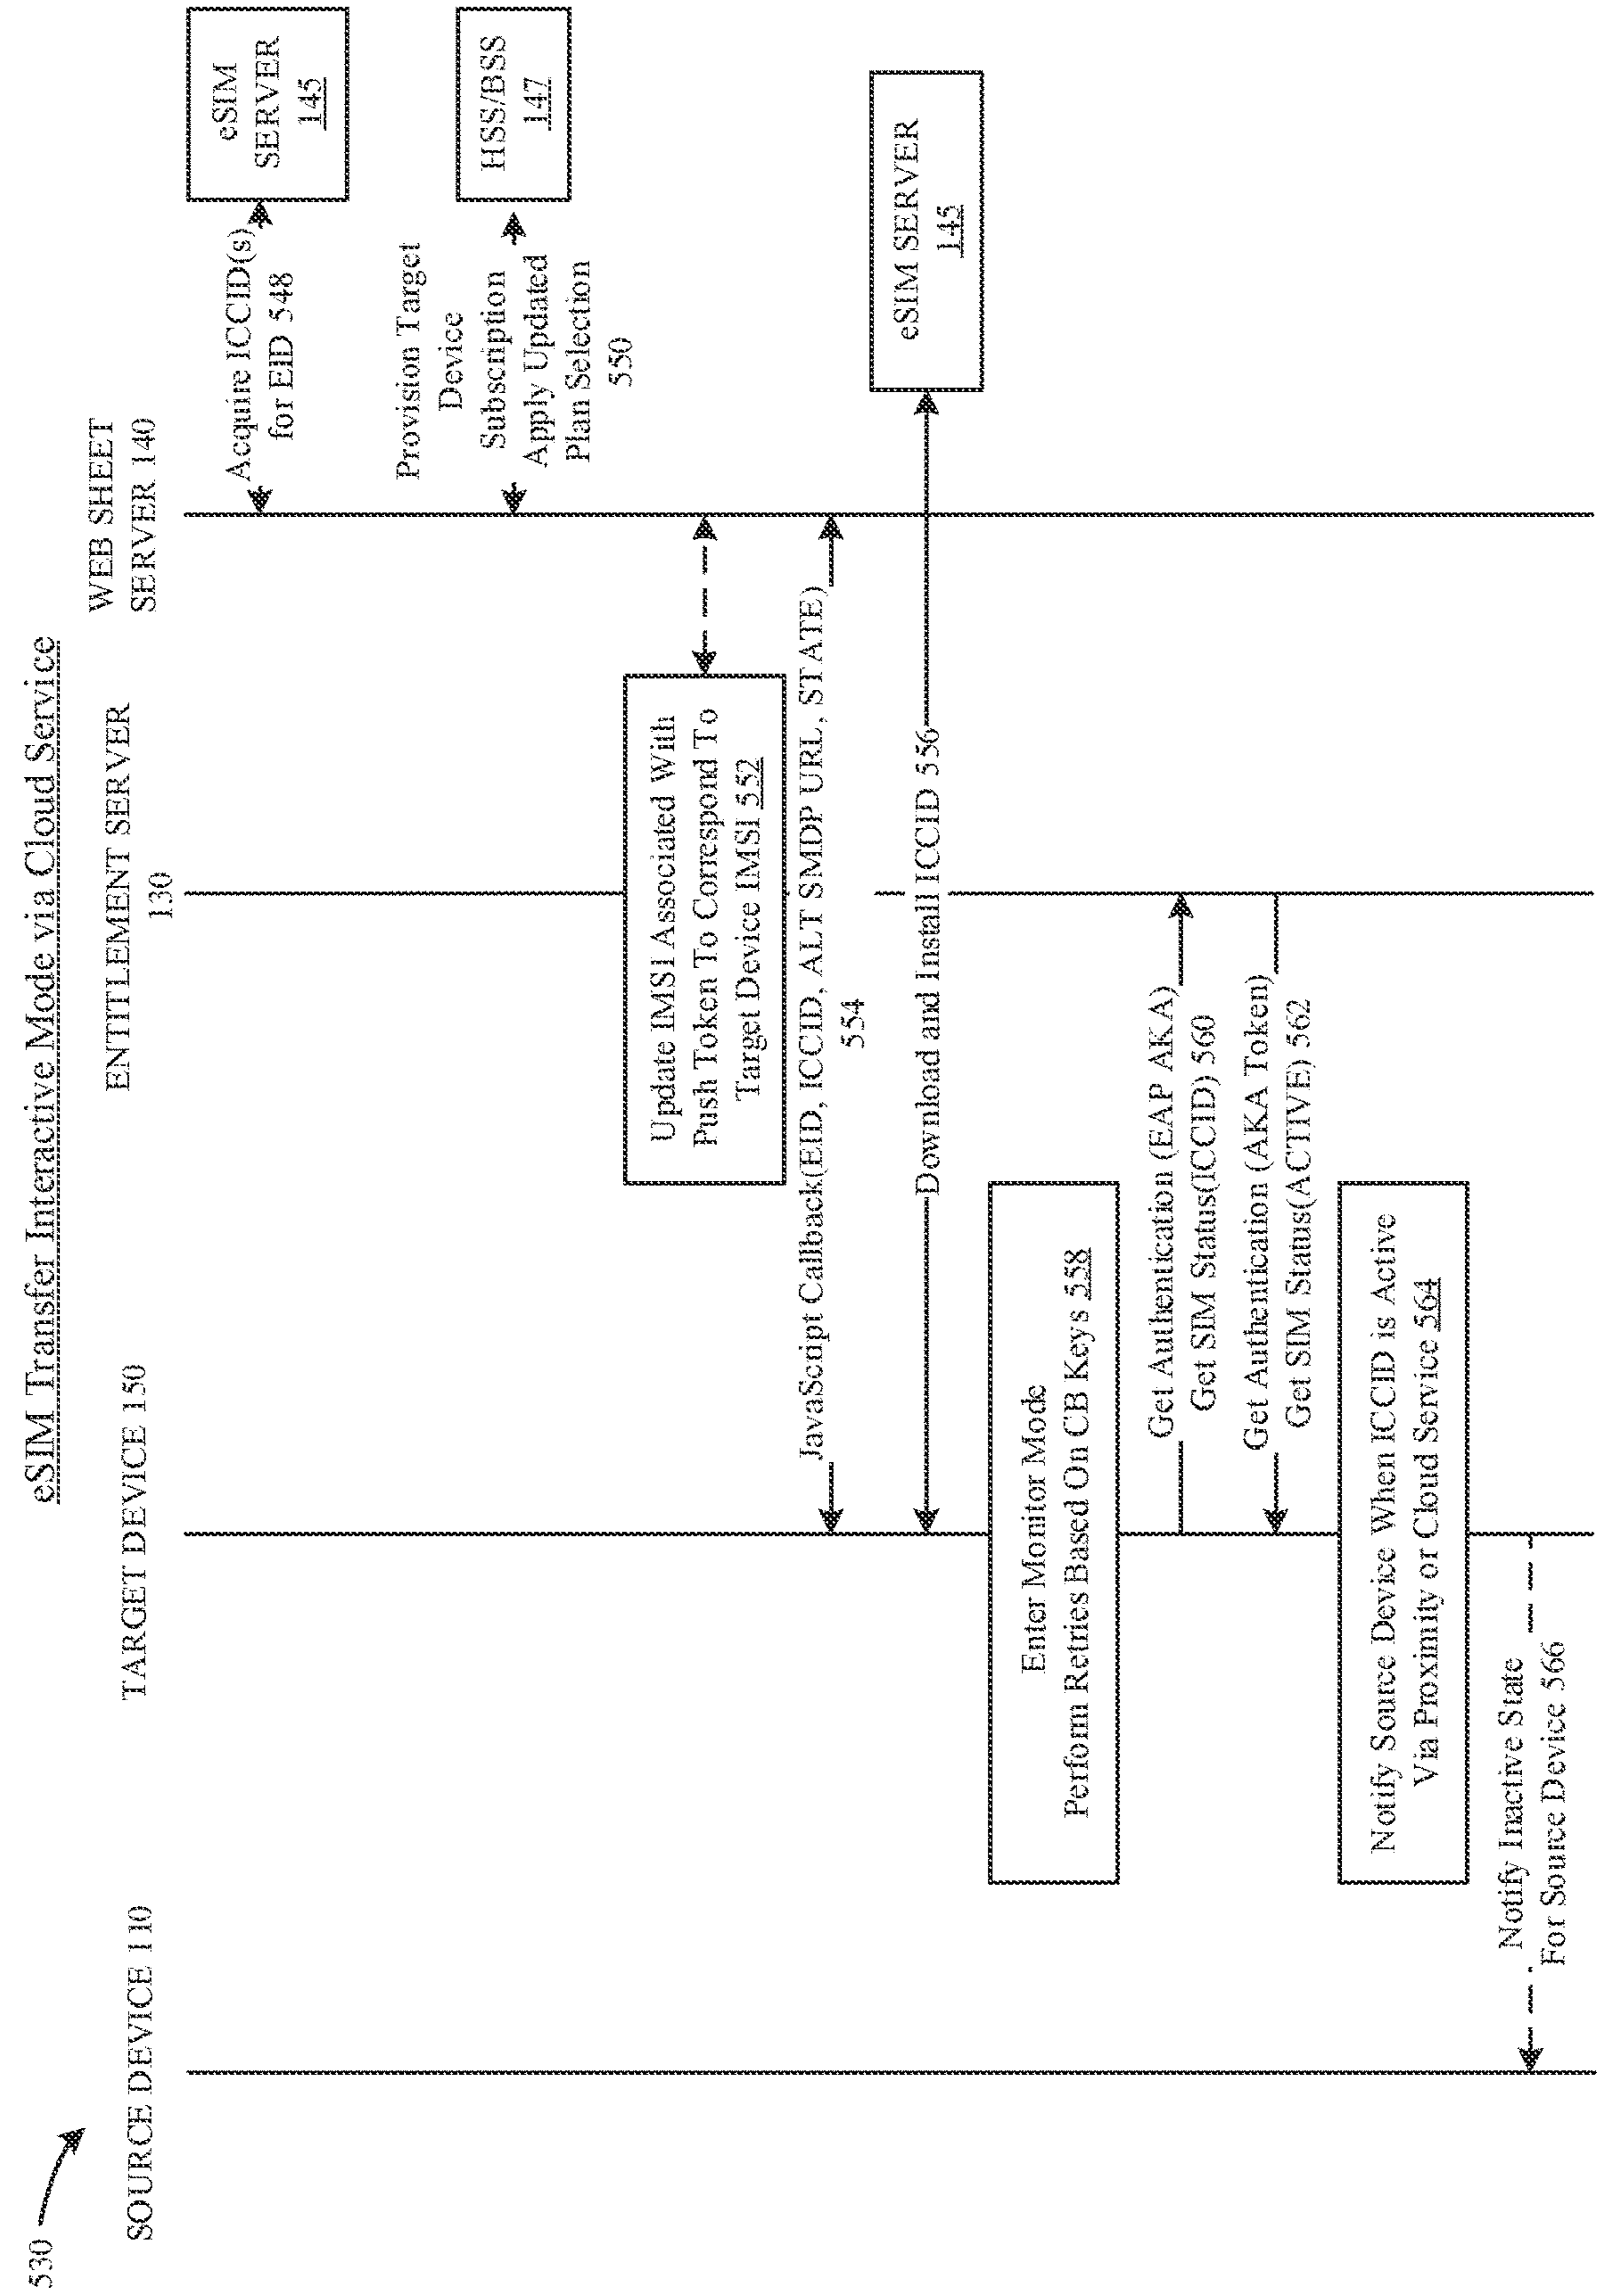 530
eSIM Transfer Interactive Mode via Cloud Service
SOURCE DEVICE 110
TARGET DEVICE 150
ENTITLEMENT SERVER
130
WEB SHEET
SERVER 140
Acquire ICCID(s)
for EID 548
eSIM
SERVER
145
Provision Target
Device
Subscription
Apply Updated
Plan Selection
550
HSS/BSS
147
Update IMSI Associated With
Push Token To Correspond To
Target Device IMSI 552
JavaScript Callback(EID, ICCID, ALT SMDP URL, STATE)
554
Download and Install ICCID 556
eSIM SERVER
145
Enter Monitor Mode
Perform Retries Based On CB Keys 558
Get Authentication (EAP AKA)
Get SIM Status(ICCID) 560
Get Authentication (AKA Token)
Get SIM Status(ACTIVE) 562
Notify Source Device When ICCID is Active
Via Proximity or Cloud Service 564
Notify Inactive State
For Source Device 566